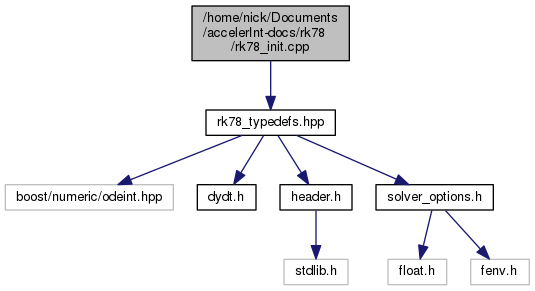 /home/nick/Documents
/accelerInt-docs/rk78
/rk78_init.cpp
rk78_typedefs.hpp
boost/numeric/odeint.hpp
dydt.h
header.h
solver_options.h
stdlib.h
float.h
fenv.h